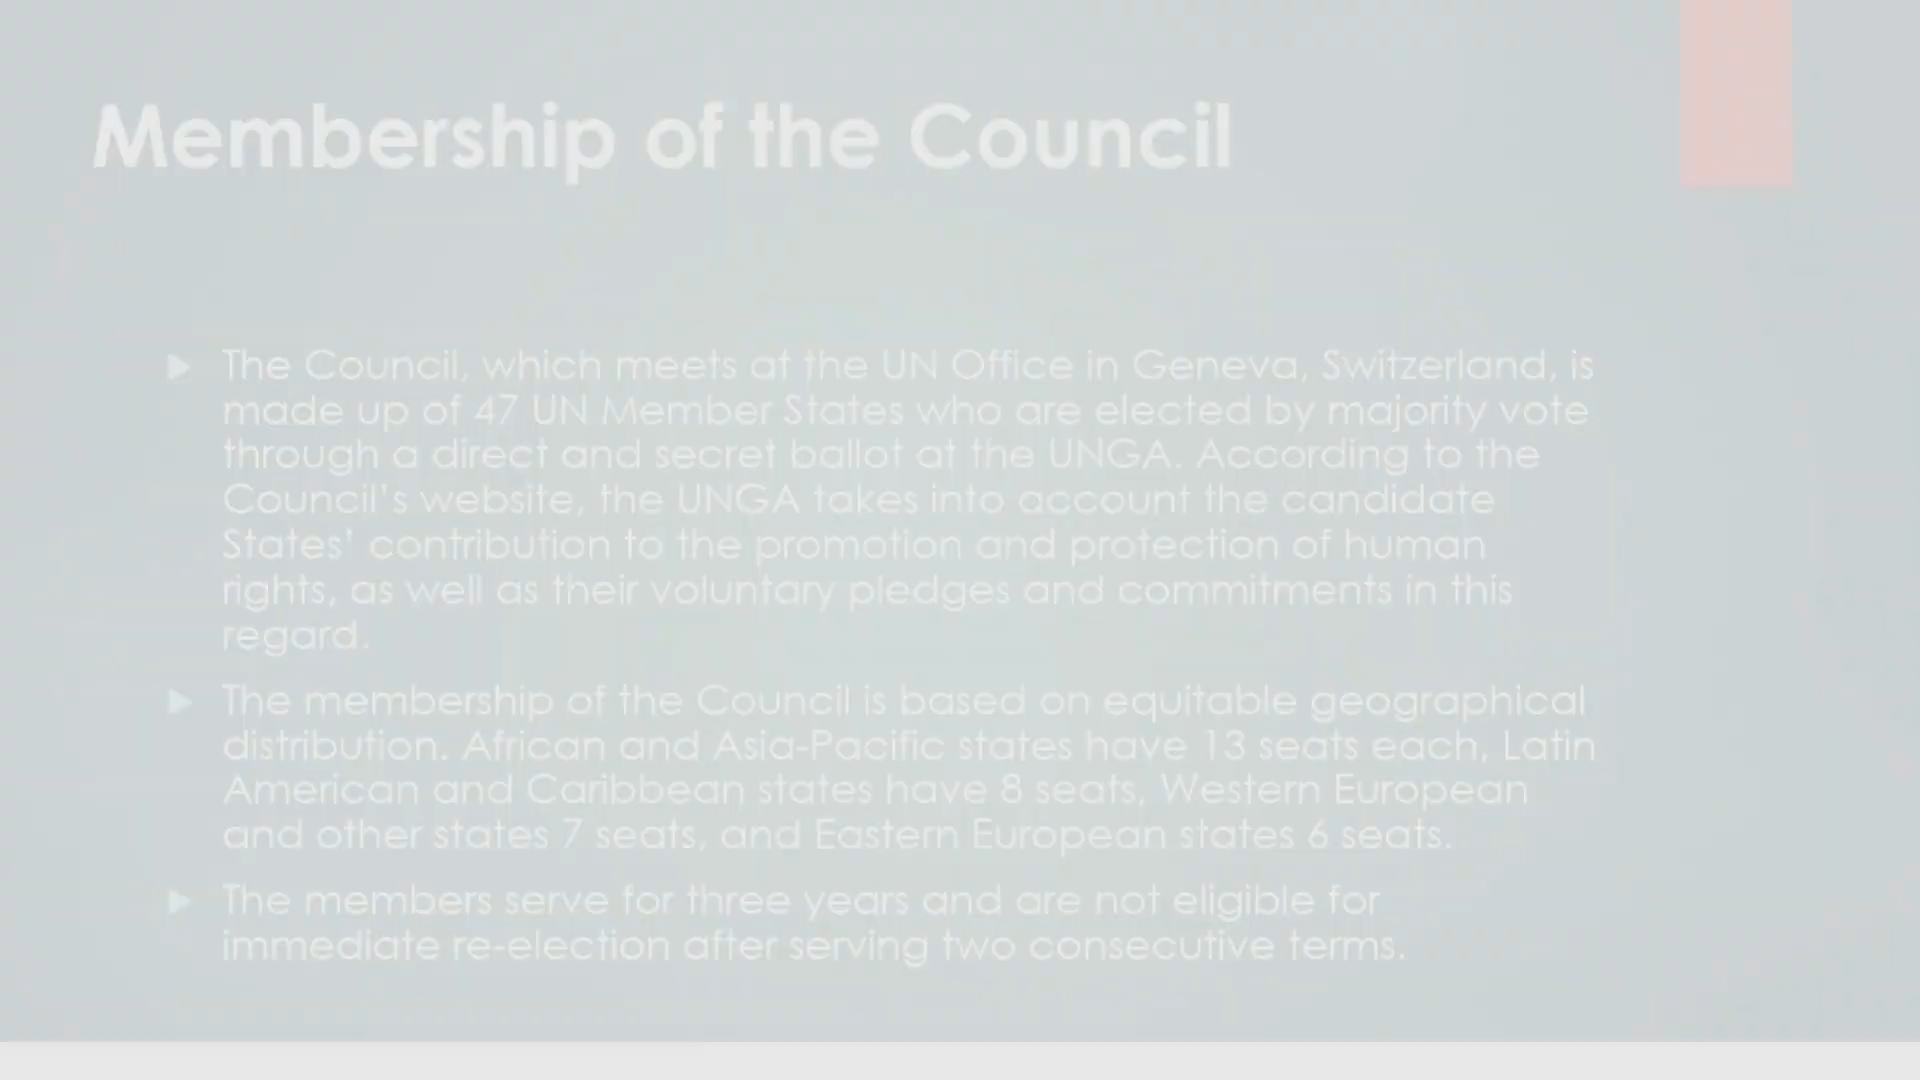 Membership of the Council
The Council, which meets at the UN Office in Geneva, Switzerland, is
made up of 47 UN Member States who are elected by majority vote
through a direct and secret ballot at the UNGA. According to the
Council's website, the UNGA takes into account the candidate
States' contribution to the promotion and protection of human
rights, as well as their voluntary pledges and commitments in this
regard.
The membership of the Council is based on equitable geographical
distribution. African and Asia-Pacific states have 13 seats each, Latin
American and Caribbean states have 8 seats, Western European
and other states 7 seats, and Eastern European states 6 seats.
The members serve for three years and are not eligible for
immediate re-election after serving two consecutive terms.